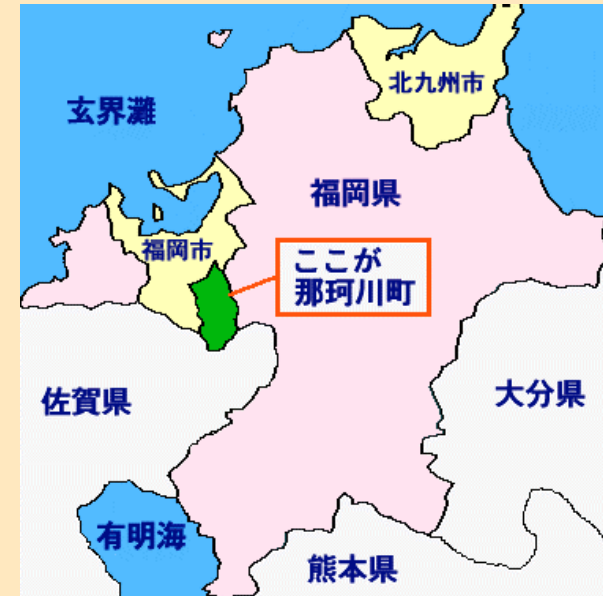 北九州市
玄界灘
福岡県
福岡市
ここが
那珂川町
佐賀県
大分県
有明海
熊本県